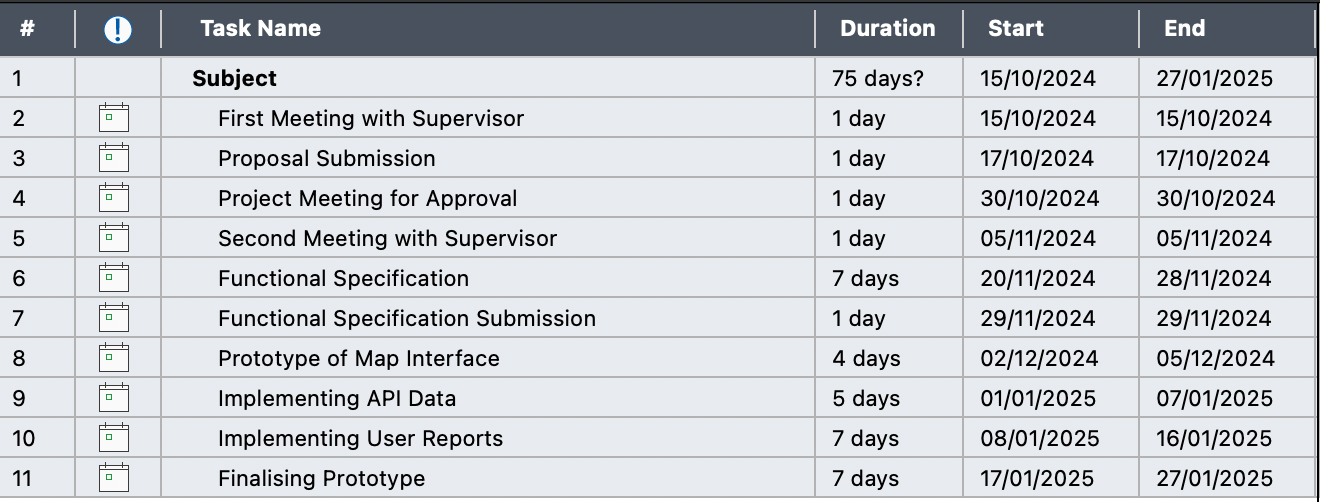 # ! Task Name Duration Start End
1 Subject 75 days? 15/10/2024 27/01/2025
2 First Meeting with Supervisor 1 day 15/10/2024 15/10/2024
3 Proposal Submission 1 day 17/10/2024 17/10/2024
4 Project Meeting for Approval 1 day 30/10/2024 30/10/2024
5 Second Meeting with Supervisor 1 day 05/11/2024 05/11/2024
6 Functional Specification 7 days 20/11/2024 28/11/2024
7 Functional Specification Submission 1 day 29/11/2024 29/11/2024
8 Prototype of Map Interface 4 days 02/12/2024 05/12/2024
9 Implementing API Data 5 days 01/01/2025 07/01/2025
10 Implementing User Reports 7 days 08/01/2025 16/01/2025
11 Finalising Prototype 7 days 17/01/2025 27/01/2025